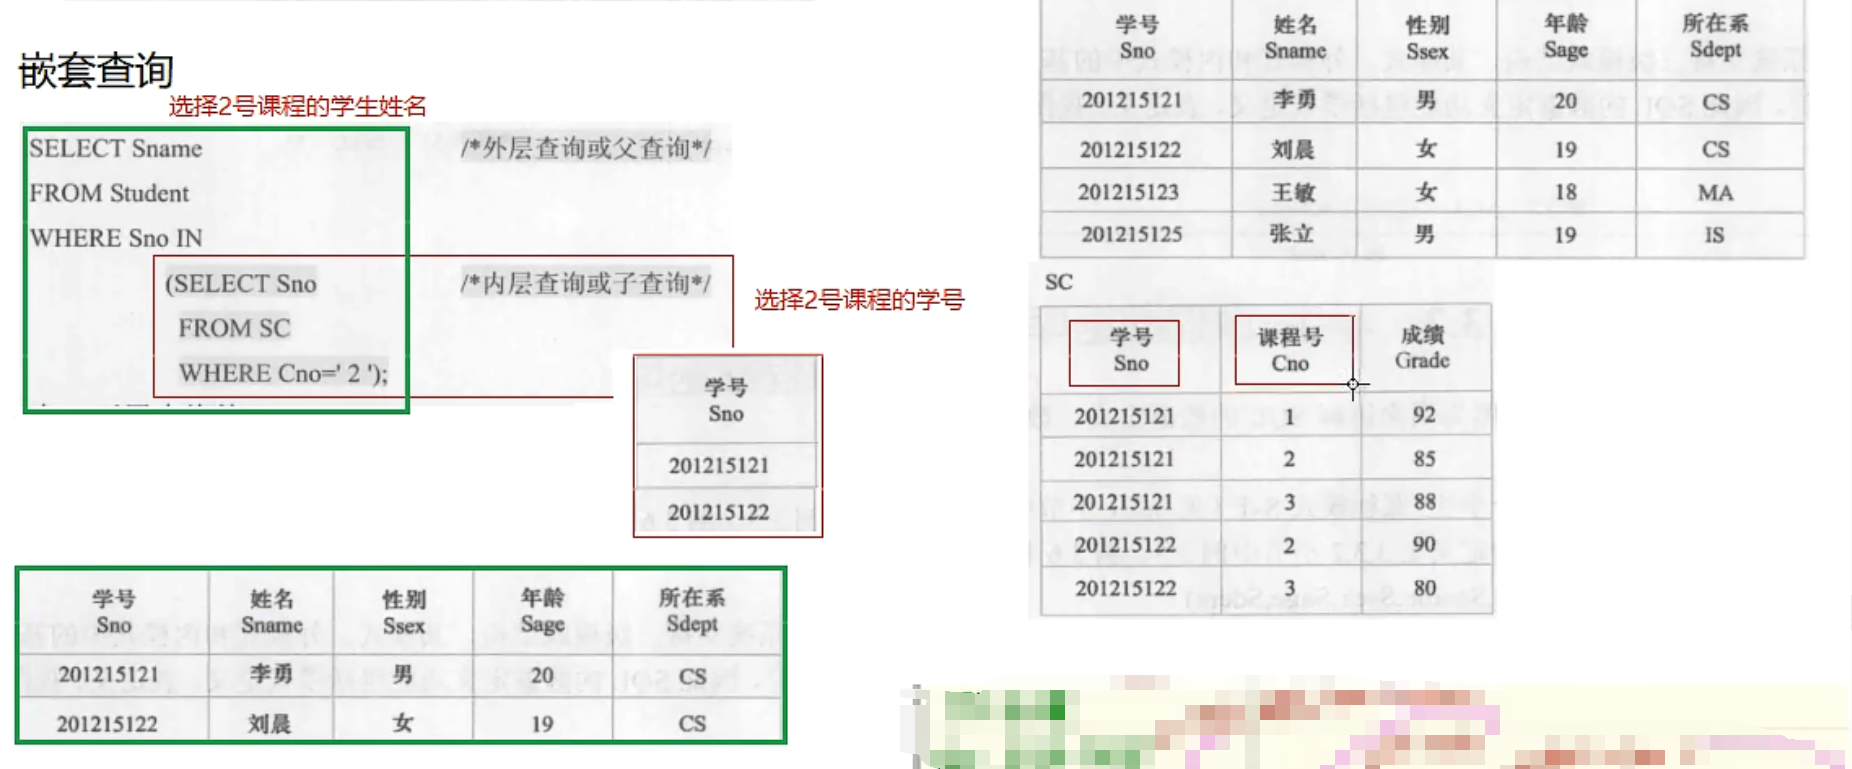 嵌套查询
选择2号课程的学生姓名
SELECT Sname /*外层查询或父查询*/
FROM Student
WHERE Sno IN
(SELECT Sno /*内层查询或子查询*/
FROM SC
WHERE Cno=' 2 ');
选择2号课程的学号
学号
Sno
201215121
201215122
学号 姓名 性别 年龄 所在系
Sno Sname Ssex Sage Sdept
201215121 李勇 男 20 CS
201215122 刘晨 女 19 CS
学号 姓名 性别 年龄 所在系
Sno Sname Ssex Sage Sdept
201215121 李勇 男 20 CS
201215122 刘晨 女 19 CS
201215123 王敏 女 18 MA
201215125 张立 男 19 IS
SC
学号 课程号 成绩
Sno Cno Grade
201215121 1 92
201215121 2 85
201215121 3 88
201215122 2 90
201215122 3 80